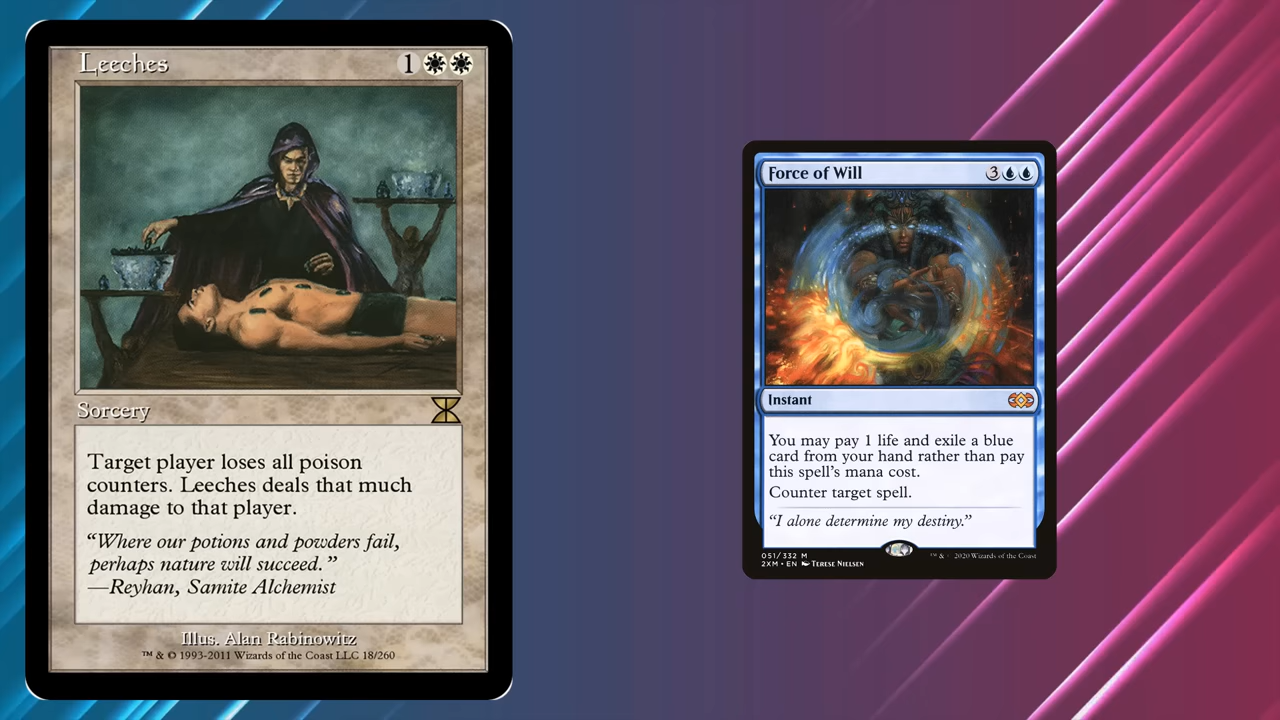 Leeches
1
Sorcery
Target player loses all poison
counters. Leeches deals that much
damage to that player.
“Where our potions and powders fail,
perhaps nature will succeed.”
—Reyhan, Samite Alchemist
Illus. Alan Rabinowitz
™ & © 1993-2011 Wizards of the Coast LLC 18/260
Force of Will
3
Instant
You may pay 1 life and exile a blue
card from your hand rather than pay
this spell’s mana cost.
Counter target spell.
“I alone determine my destiny.”
051/332 M
2XM • EN Terese Nielsen
™ & © 2020 Wizards of the Coast